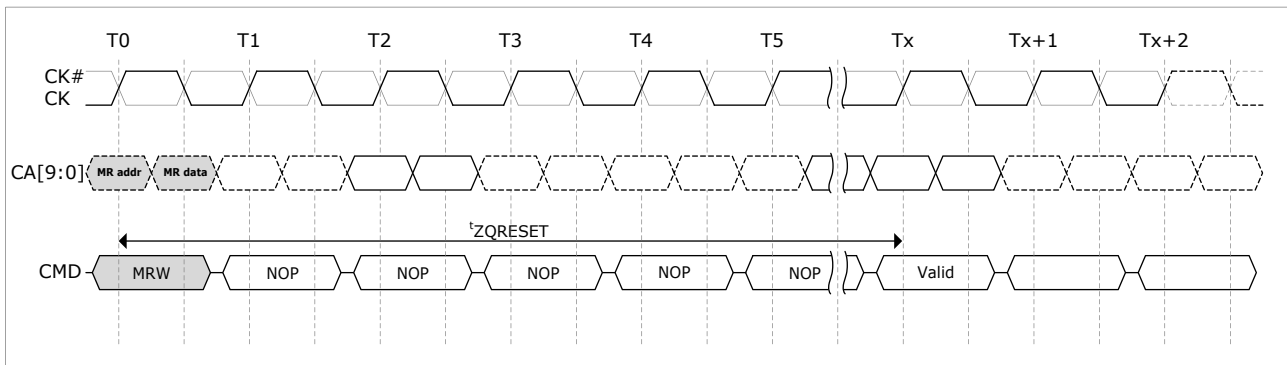 T0 T1 T2 T3 T4 T5 Tx Tx+1 Tx+2
CK#
CK
CA[9:0] MR addr MR data
tZQRESET
CMD MRW NOP NOP NOP NOP NOP Valid